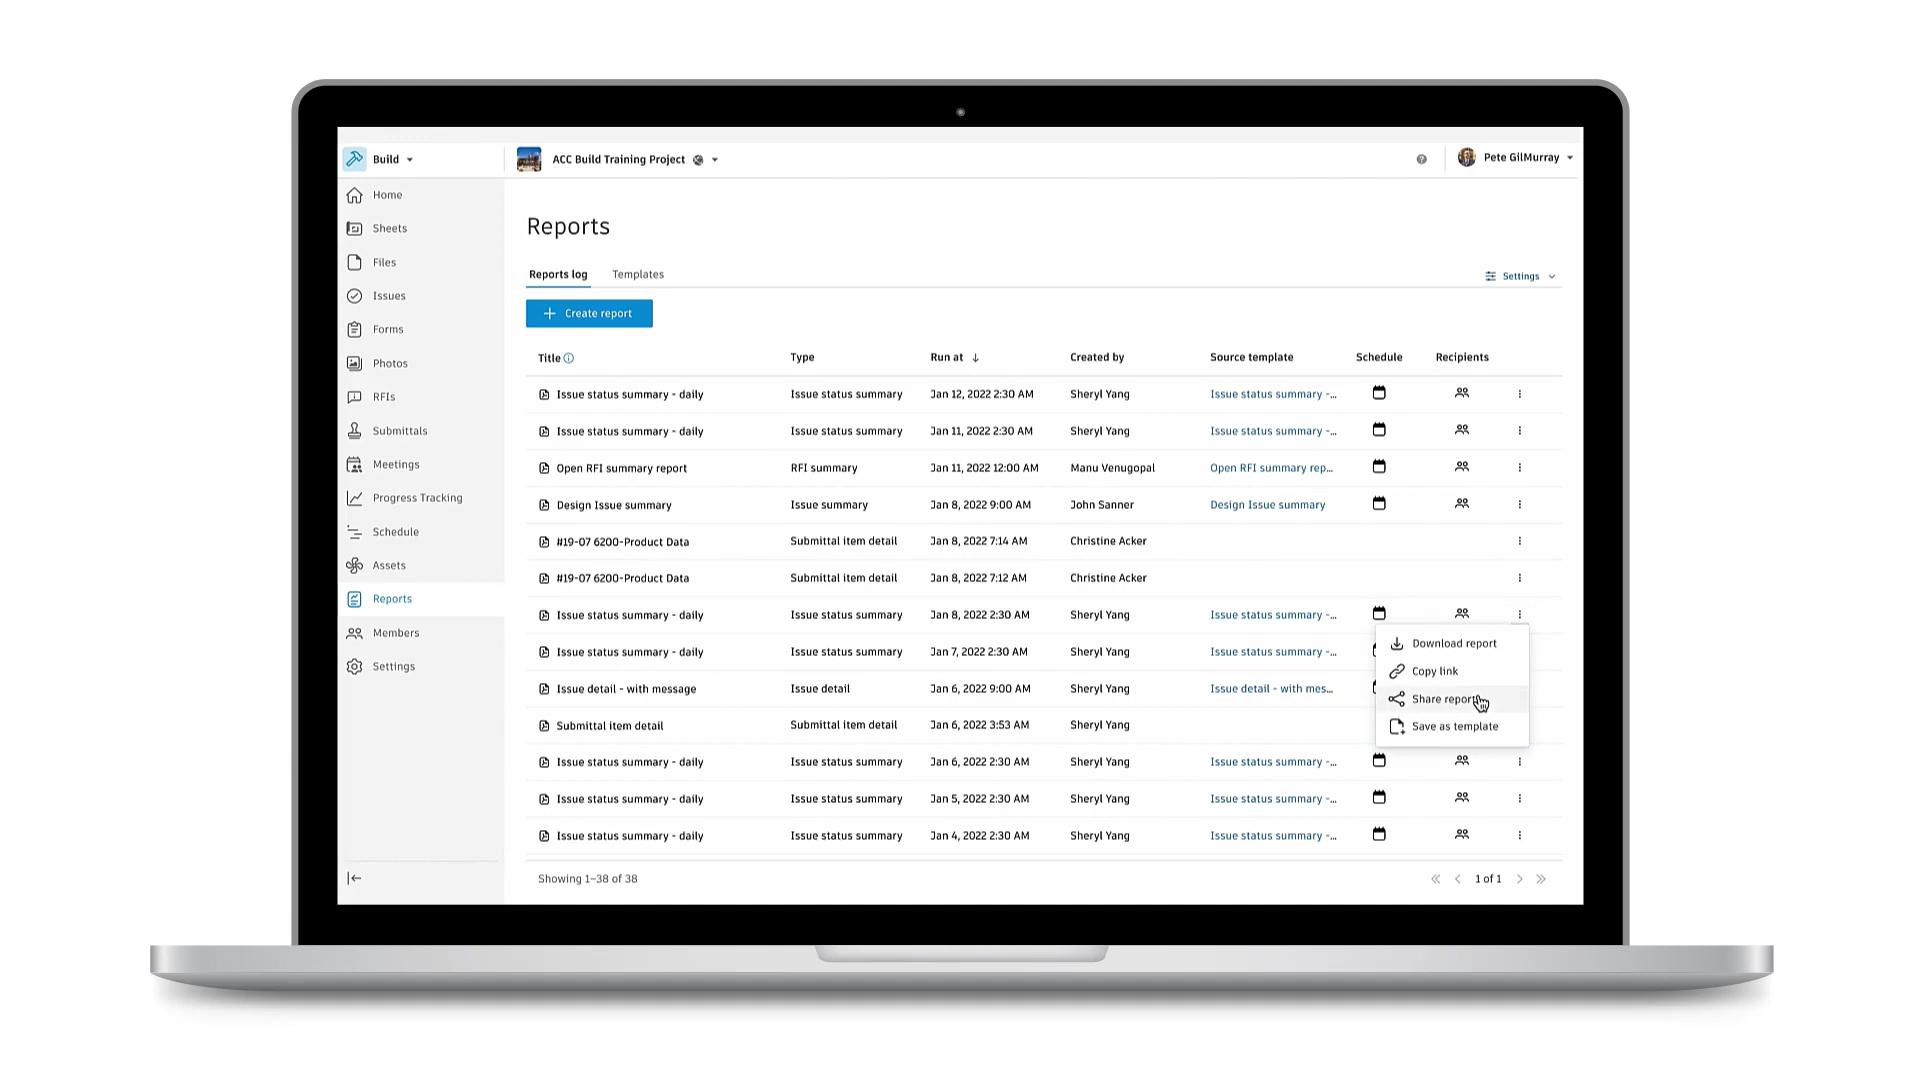 Build
ACC Build Training Project
Pete GilMurray
Home
Sheets
Files
Issues
Forms
Photos
RFIs
Submittals
Meetings
Progress Tracking
Schedule
Assets
Reports
Members
Settings
Reports
Reports log Templates Settings
Create report
Title Type Run at Created by Source template Schedule Recipients
Issue status summary - daily Issue status summary Jan 12, 2022 2:30 AM Sheryl Yang Issue status summary -...
Issue status summary - daily Issue status summary Jan 11, 2022 2:30 AM Sheryl Yang Issue status summary -...
Open RFI summary report RFI summary Jan 11, 2022 12:00 AM Manu Venugopal Open RFI summary rep...
Design Issue summary Issue summary Jan 8, 2022 9:00 AM John Sanner Design Issue summary
#19-07 6200-Product Data Submittal item detail Jan 8, 2022 7:14 AM Christine Acker
#19-07 6200-Product Data Submittal item detail Jan 8, 2022 7:12 AM Christine Acker
Issue status summary - daily Issue status summary Jan 8, 2022 2:30 AM Sheryl Yang Issue status summary -...
Issue status summary - daily Issue status summary Jan 7, 2022 2:30 AM Sheryl Yang Issue status summary -...
Issue detail - with message Issue detail Jan 6, 2022 9:00 AM Sheryl Yang Issue detail - with mes...
Submittal item detail Submittal item detail Jan 6, 2022 3:53 AM Sheryl Yang
Issue status summary - daily Issue status summary Jan 6, 2022 2:30 AM Sheryl Yang Issue status summary -...
Issue status summary - daily Issue status summary Jan 5, 2022 2:30 AM Sheryl Yang Issue status summary -...
Issue status summary - daily Issue status summary Jan 4, 2022 2:30 AM Sheryl Yang Issue status summary -...
Download report
Copy link
Share report
Save as template
Showing 1-38 of 38
1 of 1